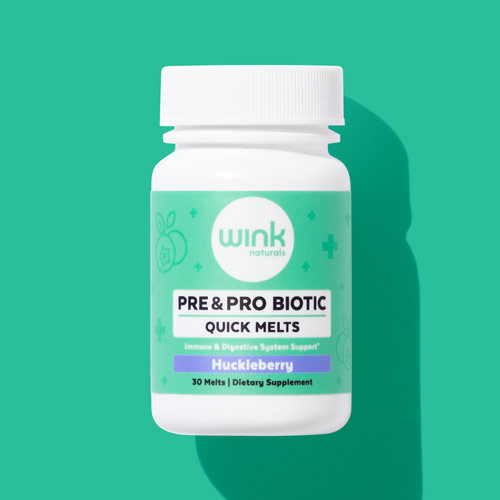 wink
naturals
PRE & PRO BIOTIC
QUICK MELTS
Immune & Digestive System Support*
Huckleberry
30 Melts | Dietary Supplement